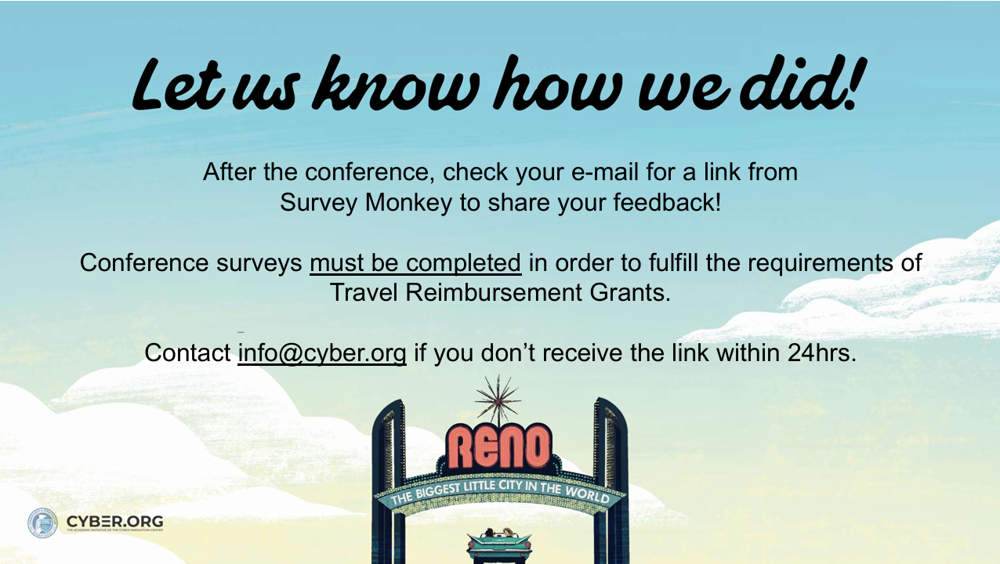 Let us know how we did!
After the conference, check your e-mail for a link from
Survey Monkey to share your feedback!
Conference surveys must be completed in order to fulfill the requirements of
Travel Reimbursement Grants.
Contact info@cyber.org if you don’t receive the link within 24hrs.
RENO
THE BIGGEST LITTLE CITY IN THE WORLD
CYBER.ORG
THE ACADEMIC INITIATIVE OF THE CYBER INNOVATION CENTER